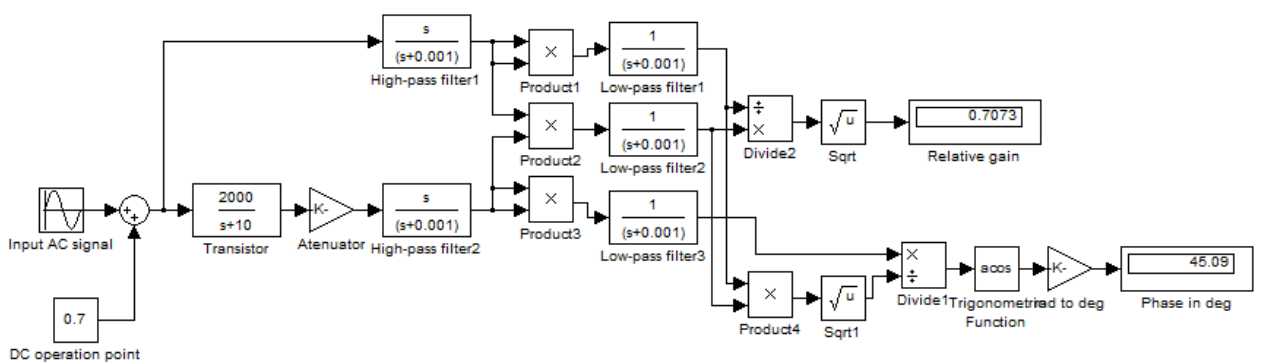 s
(s+0.001)
High-pass filter1
×
Product1
1
(s+0.001)
Low-pass filter1
×
Product2
1
(s+0.001)
Low-pass filter2
÷
×
Divide2
√u
Sqrt
0.7073
Relative gain
Input AC signal
+
+
2000
s+10
Transistor
-K-
Atenuator
s
(s+0.001)
High-pass filter2
×
Product3
1
(s+0.001)
Low-pass filter3
×
Product4
√u
Sqrt1
×
÷
Divide1
acos
Trigonometric
Function
-K-
rad to deg
45.09
Phase in deg
0.7
DC operation point